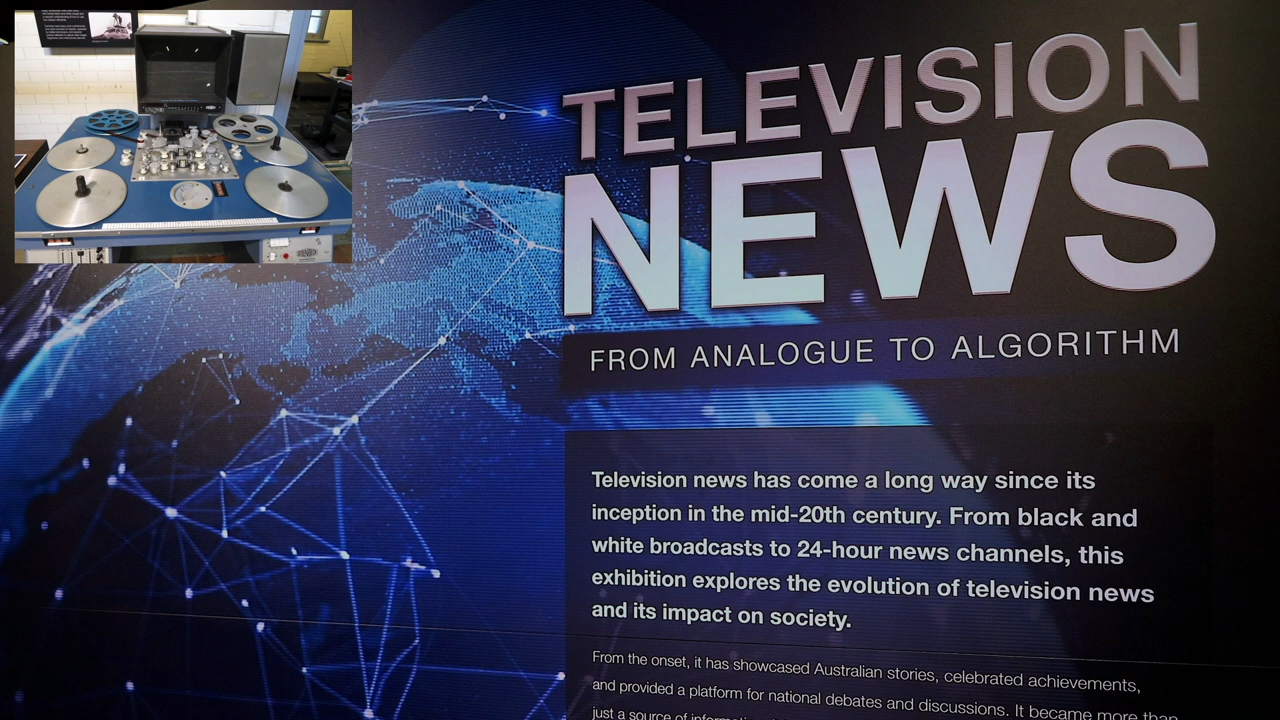 TELEVISION
NEWS
FROM ANALOGUE TO ALGORITHM
Television news has come a long way since its
inception in the mid-20th century. From black and
white broadcasts to 24-hour news channels, this
exhibition explores the evolution of television news
and its impact on society.
From the onset, it has showcased Australian stories, celebrated achievements,
and provided a platform for national debates and discussions. It became more than
just a source of